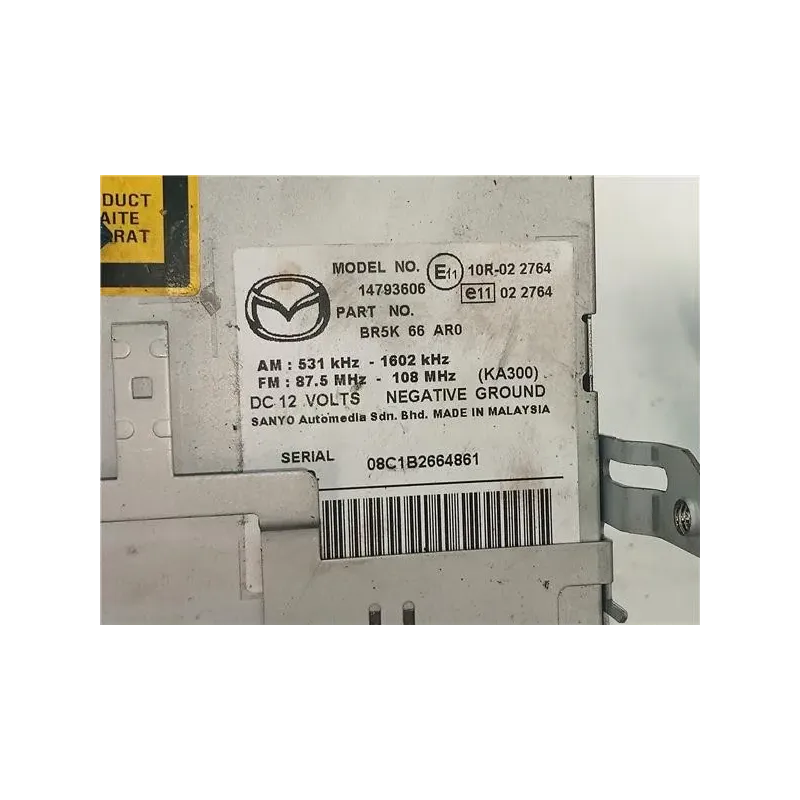 DUCT
AITE
RAT
MODEL NO. E11 10R-02 2764
14793606 e11 02 2764
PART NO.
BR5K 66 AR0
AM : 531 kHz - 1602 kHz
FM : 87.5 MHz - 108 MHz (KA300)
DC 12 VOLTS NEGATIVE GROUND
SANYO Automedia Sdn. Bhd. MADE IN MALAYSIA
SERIAL 08C1B2664861